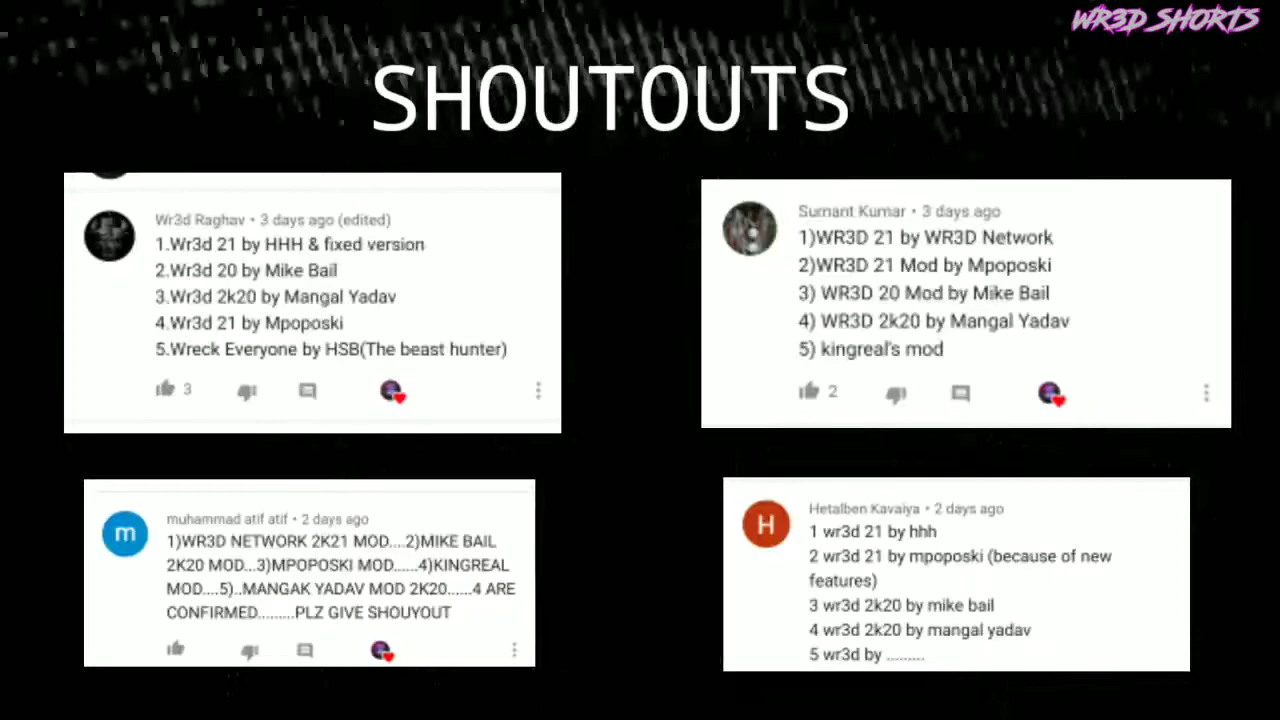 WR3D SHORTS
SHOUTOUTS
Wr3d Raghav • 3 days ago (edited)
1.Wr3d 21 by HHH & fixed version
2.Wr3d 20 by Mike Bail
3.Wr3d 2k20 by Mangal Yadav
4.Wr3d 21 by Mpoposki
5.Wreck Everyone by HSB(The beast hunter)
3
Sumant Kumar • 3 days ago
1)WR3D 21 by WR3D Network
2)WR3D 21 Mod by Mpoposki
3) WR3D 20 Mod by Mike Bail
4) WR3D 2k20 by Mangal Yadav
5) kingreal's mod
2
m
muhammad atif atif • 2 days ago
1)WR3D NETWORK 2K21 MOD....2)MIKE BAIL
2K20 MOD...3)MPOPOSKI MOD......4)KINGREAL
MOD....5)..MANGAK YADAV MOD 2K20......4 ARE
CONFIRMED.........PLZ GIVE SHOUYOUT
H
Hetalben Kavaiya • 2 days ago
1 wr3d 21 by hhh
2 wr3d 21 by mpoposki (because of new
features)
3 wr3d 2k20 by mike bail
4 wr3d 2k20 by mangal yadav
5 wr3d by .........